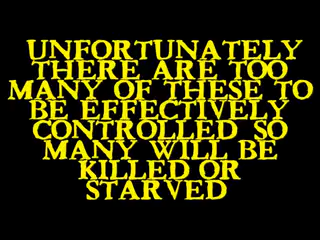 UNFORTUNATELY
THERE ARE TOO
MANY OF THESE TO
BE EFFECTIVELY
CONTROLLED SO
MANY WILL BE
KILLED OR
STARVED